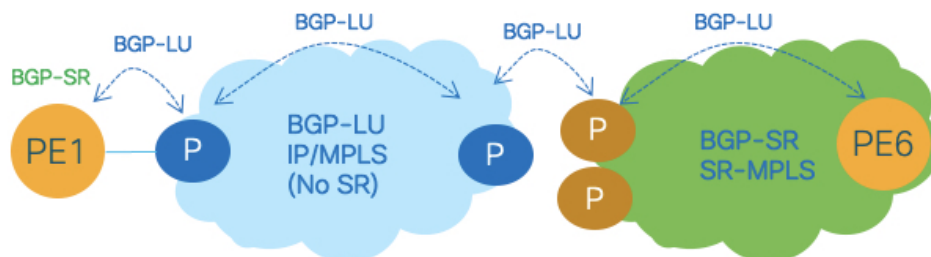 BGP-LU
BGP-LU
BGP-LU
BGP-LU
BGP-SR
PE1
P
BGP-LU
IP/MPLS
(No SR)
P
P
P
BGP-SR
SR-MPLS
PE6